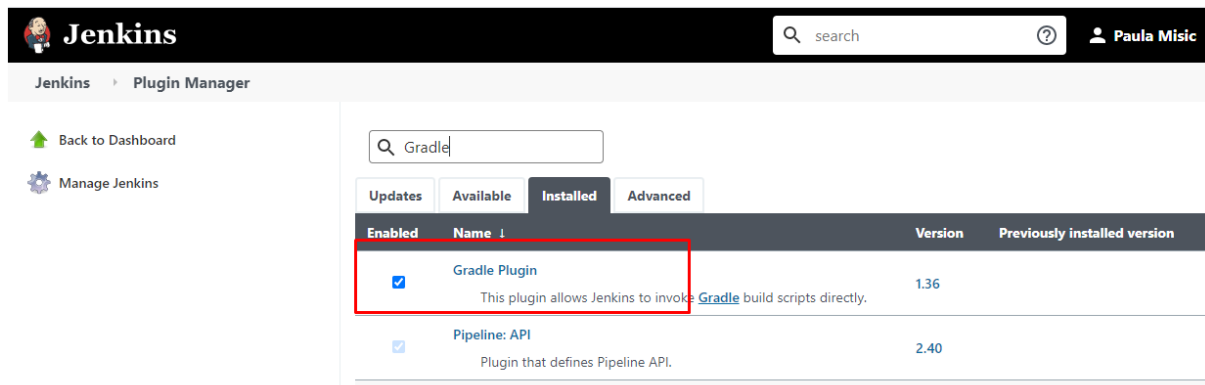 Jenkins
search
Paula Misic
Jenkins Plugin Manager
Back to Dashboard
Manage Jenkins
Gradle
Updates Available Installed Advanced
Enabled Name ↓ Version Previously installed version
Gradle Plugin
This plugin allows Jenkins to invoke Gradle build scripts directly.
1.36
Pipeline: API
Plugin that defines Pipeline API.
2.40